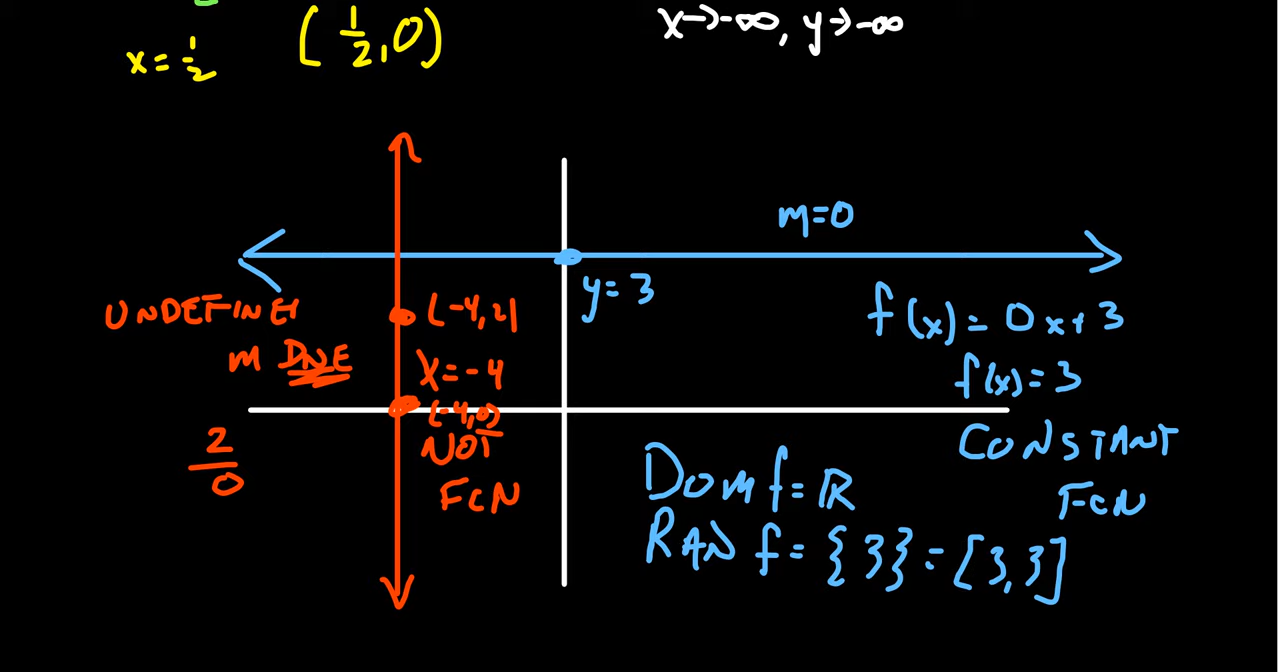 x = 1/2
(1/2, 0)
x→-∞, y→-∞
m=0
y=3
UNDEFINED
(-4,2)
f(x) = 0x+3
m DNE
x=-4
f(x)=3
(-4,0)
NOT
FCN
2/0
CONSTANT
FCN
Dom f = ℝ
RAN f = {3} = [3,3]